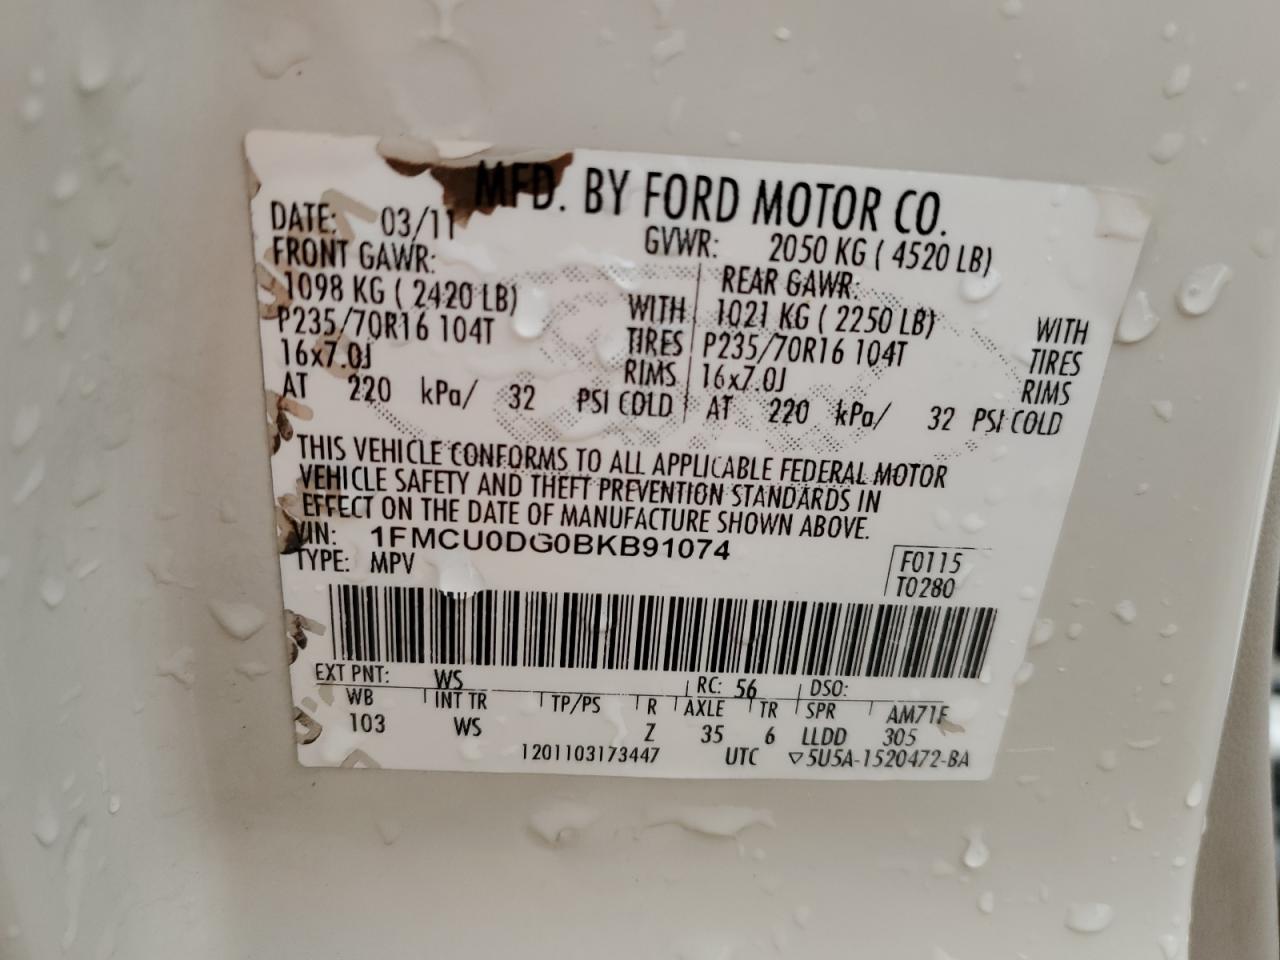 MFD. BY FORD MOTOR CO.
DATE: 03/11 GVWR: 2050 KG ( 4520 LB)
FRONT GAWR: REAR GAWR:
1098 KG ( 2420 LB) WITH 1021 KG ( 2250 LB) WITH
P235/70R16 104T TIRES P235/70R16 104T TIRES
16x7.0J RIMS 16x7.0J RIMS
AT 220 kPa/ 32 PSI COLD AT 220 kPa/ 32 PSI COLD
THIS VEHICLE CONFORMS TO ALL APPLICABLE FEDERAL MOTOR
VEHICLE SAFETY AND THEFT PREVENTION STANDARDS IN
EFFECT ON THE DATE OF MANUFACTURE SHOWN ABOVE.
VIN: 1FMCU0DG0BKB91074
TYPE: MPV F0115
T0280
EXT PNT: WS RC: 56 DSO:
WB INT TR TP/PS R AXLE TR SPR AM71F
103 WS Z 35 6 LLDD 305
1201103173447 UTC ▽5U5A-1520472-BA